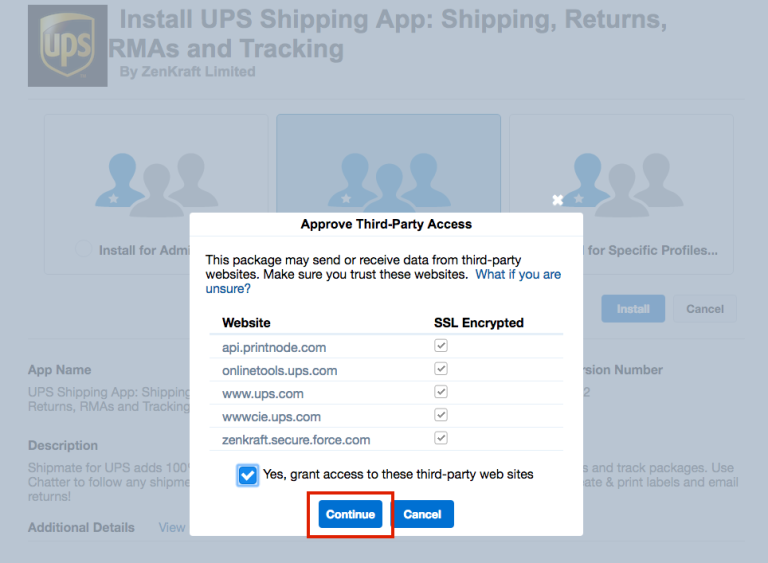 ups
Install UPS Shipping App: Shipping, Returns,
RMAs and Tracking
By ZenKraft Limited
Install for Admi
for Specific Profiles...
Install
Cancel
Approve Third-Party Access
This package may send or receive data from third-party
websites. Make sure you trust these websites. What if you are
unsure?
Website SSL Encrypted
api.printnode.com
onlinetools.ups.com
www.ups.com
wwwcie.ups.com
zenkraft.secure.force.com
Yes, grant access to these third-party web sites
Continue Cancel
App Name
UPS Shipping App: Shipping
Returns, RMAs and Tracking
rsion Number
2
Description
Shipmate for UPS adds 100% s and track packages. Use
Chatter to follow any shipme ate & print labels and email
returns!
Additional Details View